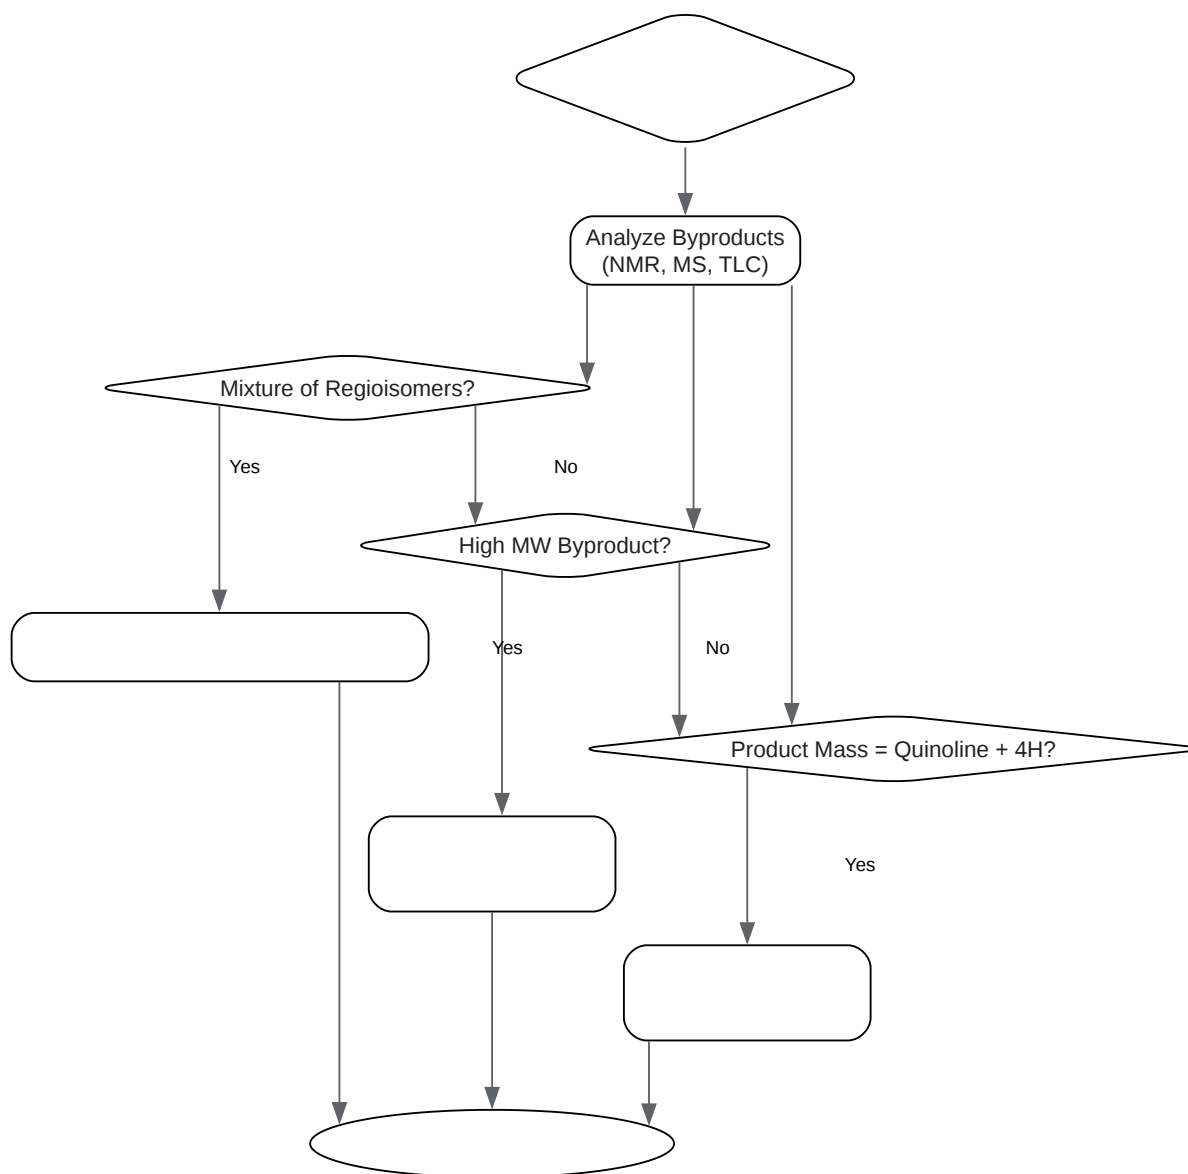 Analyze Byproducts
(NMR, MS, TLC)
Mixture of Regioisomers?
Yes
No
High MW Byproduct?
Yes
No
Product Mass = Quinoline + 4H?
Yes